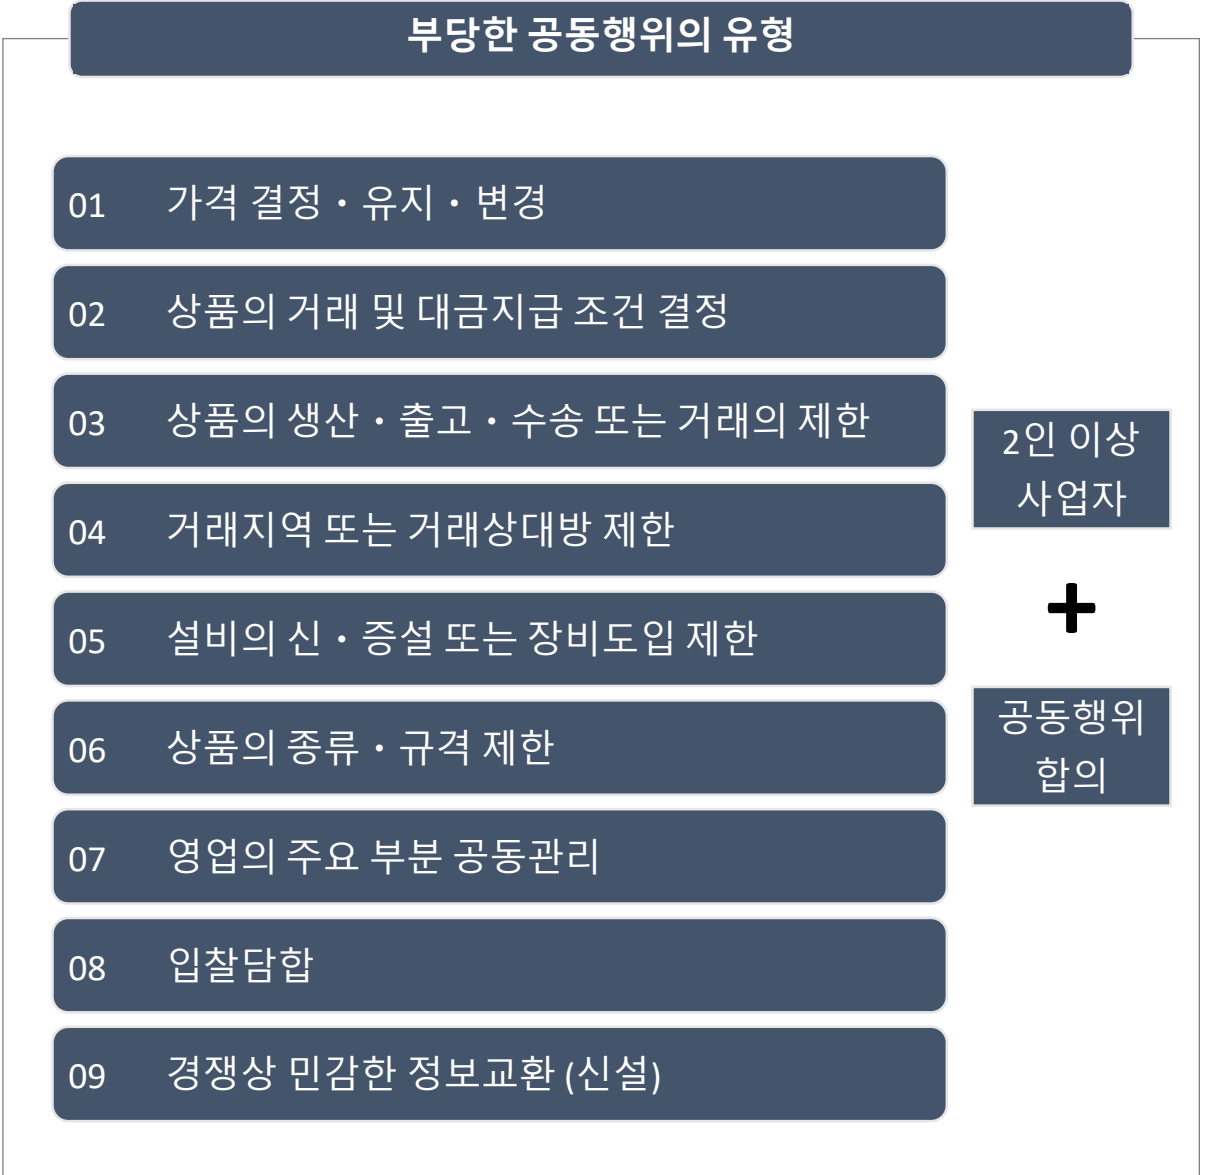 부당한 공동행위의 유형
01 가격 결정・유지・변경
02 상품의 거래 및 대금지급 조건 결정
03 상품의 생산・출고・수송 또는 거래의 제한
04 거래지역 또는 거래상대방 제한
05 설비의 신・증설 또는 장비도입 제한
06 상품의 종류・규격 제한
07 영업의 주요 부분 공동관리
08 입찰담합
09 경쟁상 민감한 정보교환 (신설)
2인 이상
사업자
+
공동행위
합의